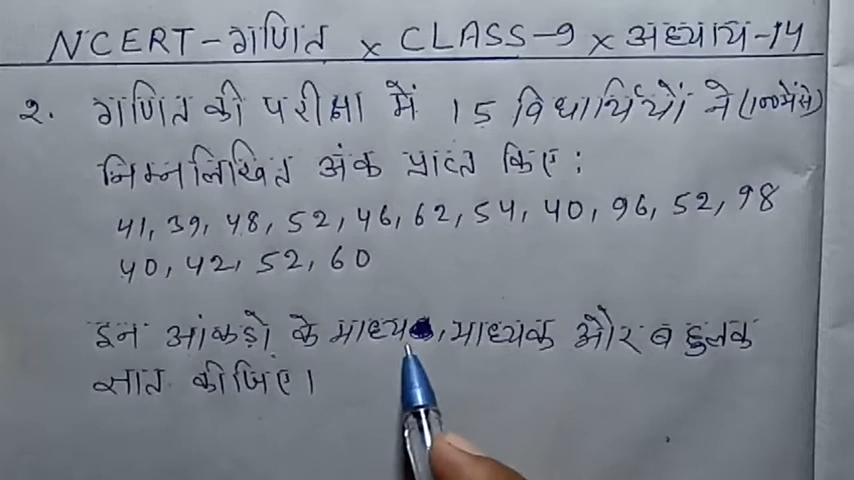 NCERT-गणित × CLASS-9 × अध्याय-14
2. गणित की परीक्षा में 15 विधार्थियों ने (100 में से)
निम्नलिखित अंक प्राप्त किए:
41, 39, 48, 52, 46, 62, 54, 40, 96, 52, 98
40, 42, 52, 60
इन आंकड़ो के माध्य, माध्यक और बहुलक
ज्ञात कीजिए।